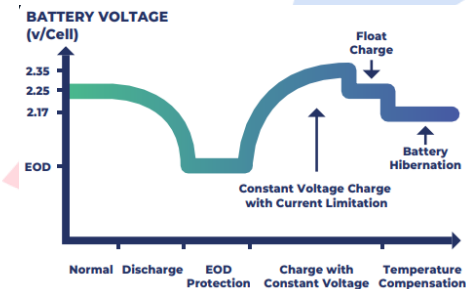 BATTERY VOLTAGE
(v/Cell)
2.35
2.25
2.17
EOD
Float
Charge
Battery
Hibernation
Constant Voltage Charge
with Current Limitation
Normal
Discharge
EOD
Protection
Charge with
Constant Voltage
Temperature
Compensation